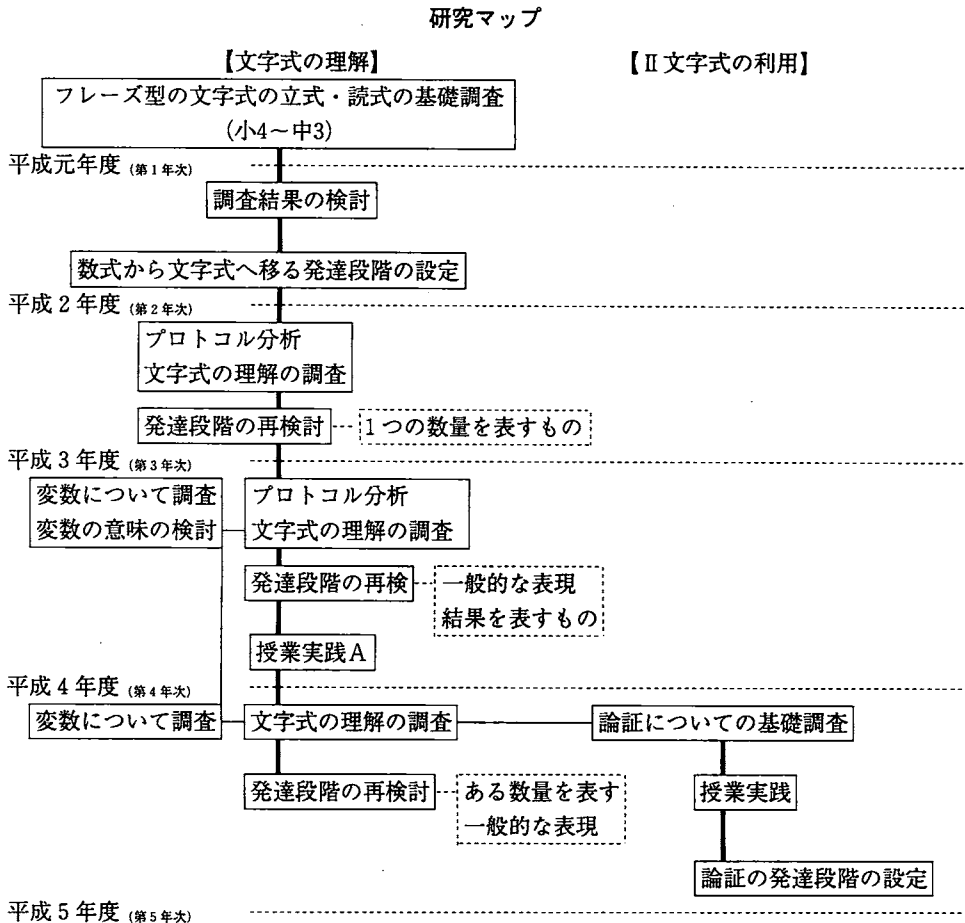 研究マップ
【文字式の理解】
【Ⅱ文字式の利用】
フレーズ型の文字式の立式・読式の基礎調査
(小4〜中3)
平成元年度(第1年次)
調査結果の検討
数式から文字式へ移る発達段階の設定
平成2年度(第2年次)
プロトコル分析
文字式の理解の調査
発達段階の再検討
1つの数量を表すもの
平成3年度(第3年次)
変数について調査
変数の意味の検討
プロトコル分析
文字式の理解の調査
発達段階の再検
一般的な表現
結果を表すもの
授業実践A
平成4年度(第4年次)
変数について調査
文字式の理解の調査
論証についての基礎調査
発達段階の再検討
ある数量を表す
一般的な表現
授業実践
論証の発達段階の設定
平成5年度(第5年次)